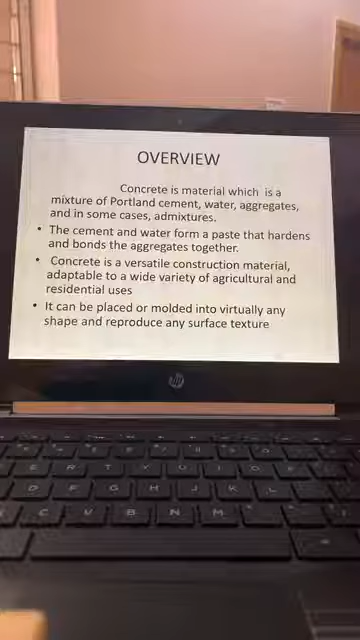 OVERVIEW
Concrete is material which is a
mixture of Portland cement, water, aggregates,
and in some cases, admixtures.
• The cement and water form a paste that hardens
and bonds the aggregates together.
• Concrete is a versatile construction material,
adaptable to a wide variety of agricultural and
residential uses
• It can be placed or molded into virtually any
shape and reproduce any surface texture
hp
E R T Y U I O
D F G H J K L
C V B N M